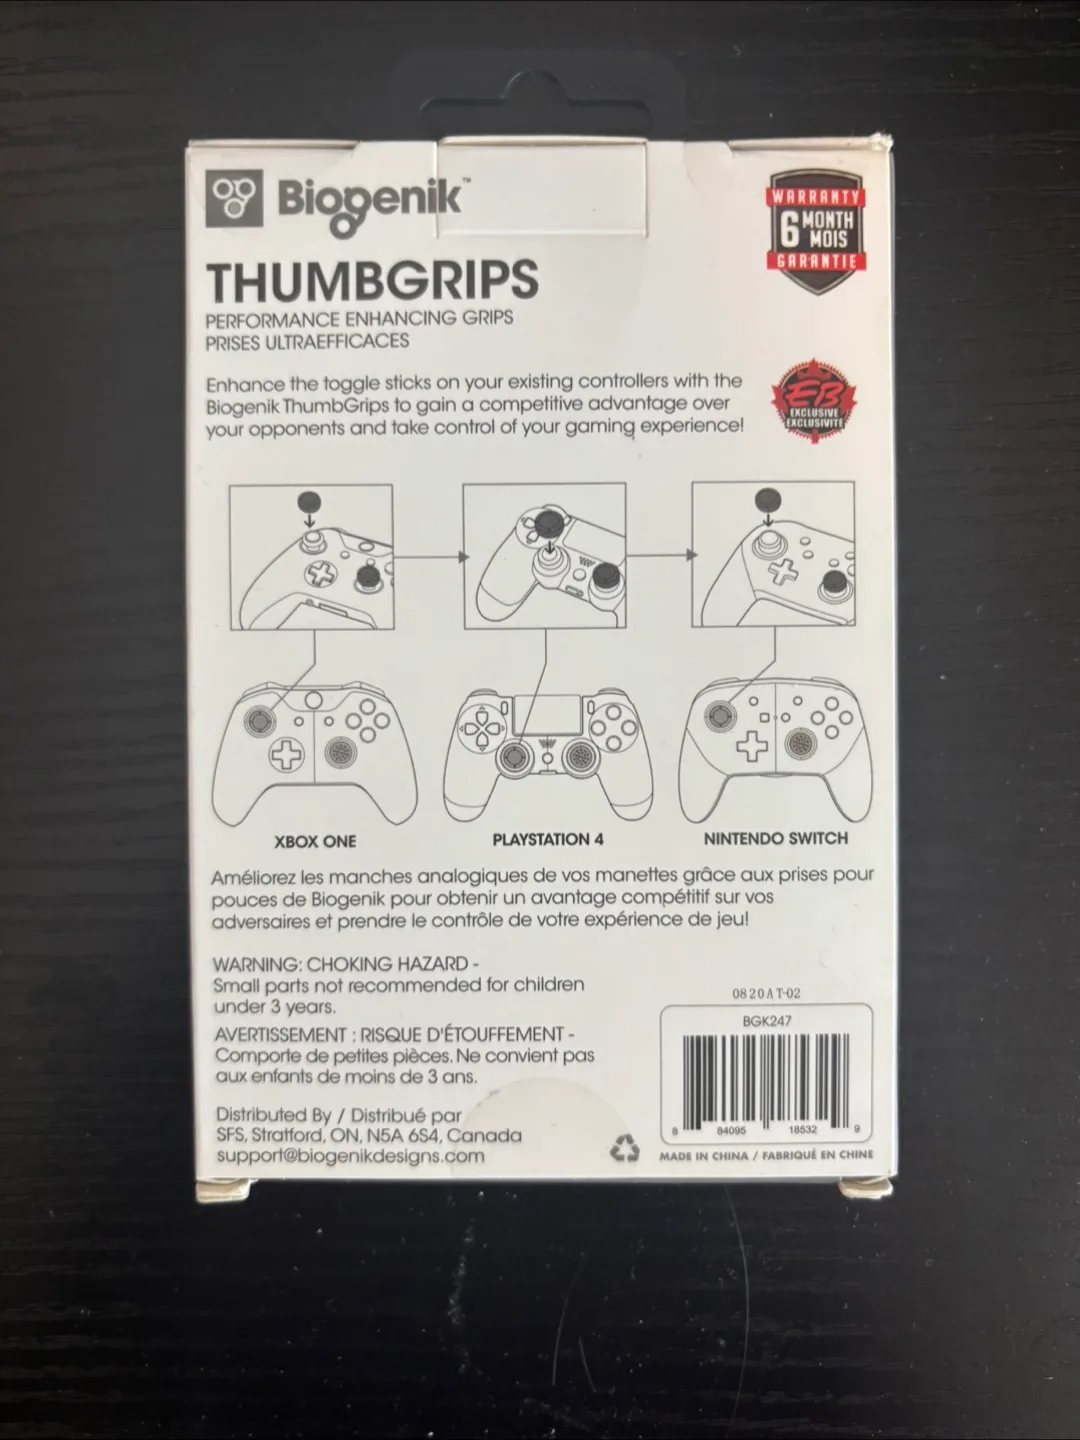 Biogenik™
WARRANTY
6 MONTH
MOIS
GARANTIE
THUMBGRIPS
PERFORMANCE ENHANCING GRIPS
PRISES ULTRAEFFICACES
Enhance the toggle sticks on your existing controllers with the
Biogenik ThumbGrips to gain a competitive advantage over
your opponents and take control of your gaming experience!
EB
EXCLUSIVE
EXCLUSIVITÉ
XBOX ONE
PLAYSTATION 4
NINTENDO SWITCH
Améliorez les manches analogiques de vos manettes grâce aux prises pour
pouces de Biogenik pour obtenir un avantage compétitif sur vos
adversaires et prendre le contrôle de votre expérience de jeu!
WARNING: CHOKING HAZARD -
Small parts not recommended for children
under 3 years.
AVERTISSEMENT : RISQUE D'ÉTOUFFEMENT -
Comporte de petites pièces. Ne convient pas
aux enfants de moins de 3 ans.
Distributed By / Distribué par
SFS, Stratford, ON, N5A 6S4, Canada
support@biogenikdesigns.com
0820AT-02
BGK247
8 84095 18532 9
MADE IN CHINA / FABRIQUÉ EN CHINE